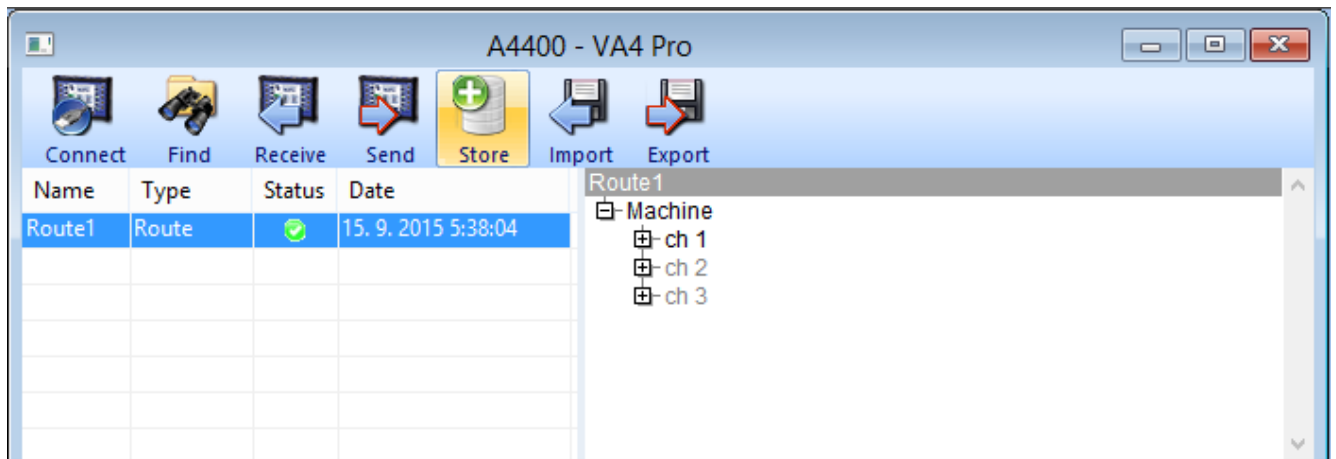 A4400 - VA4 Pro
Connect Find Receive Send Store Import Export
Name Type Status Date
Route1 Route 15. 9. 2015 5:38:04
Route1
Machine
ch 1
ch 2
ch 3